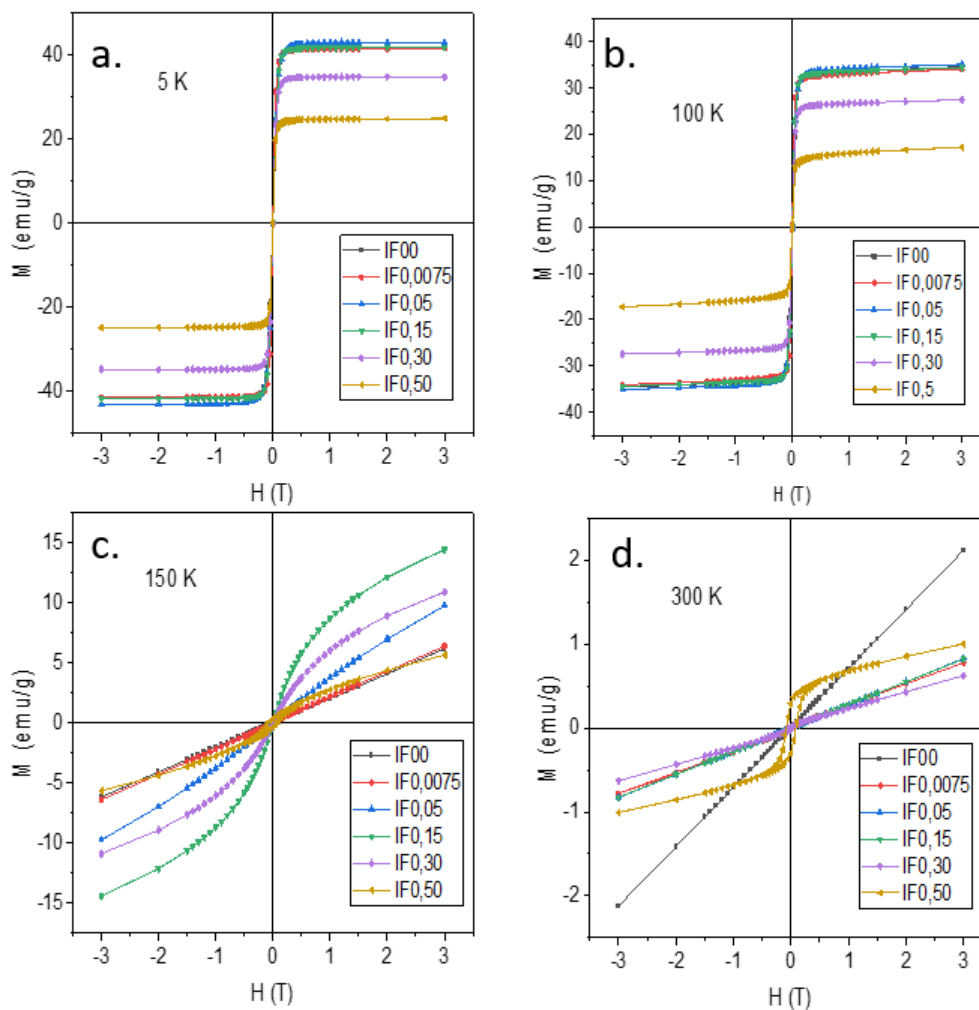 a.
5 K
M (emu/g)
40
20
0
-20
-40
IF00
IF0,0075
IF0,05
IF0,15
IF0,30
IF0,50
-3 -2 -1 0 1 2 3
H (T)
b.
100 K
M (emu/g)
40
30
20
10
0
-10
-20
-30
-40
IF00
IF0,0075
IF0,05
IF0,15
IF0,30
IF0,5
-3 -2 -1 0 1 2 3
H (T)
c.
150 K
M (emu/g)
15
10
5
0
-5
-10
-15
IF00
IF0,0075
IF0,05
IF0,15
IF0,30
IF0,50
-3 -2 -1 0 1 2 3
H (T)
d.
300 K
M (emu/g)
2
1
0
-1
-2
IF00
IF0,0075
IF0,05
IF0,15
IF0,30
IF0,50
-3 -2 -1 0 1 2 3
H (T)